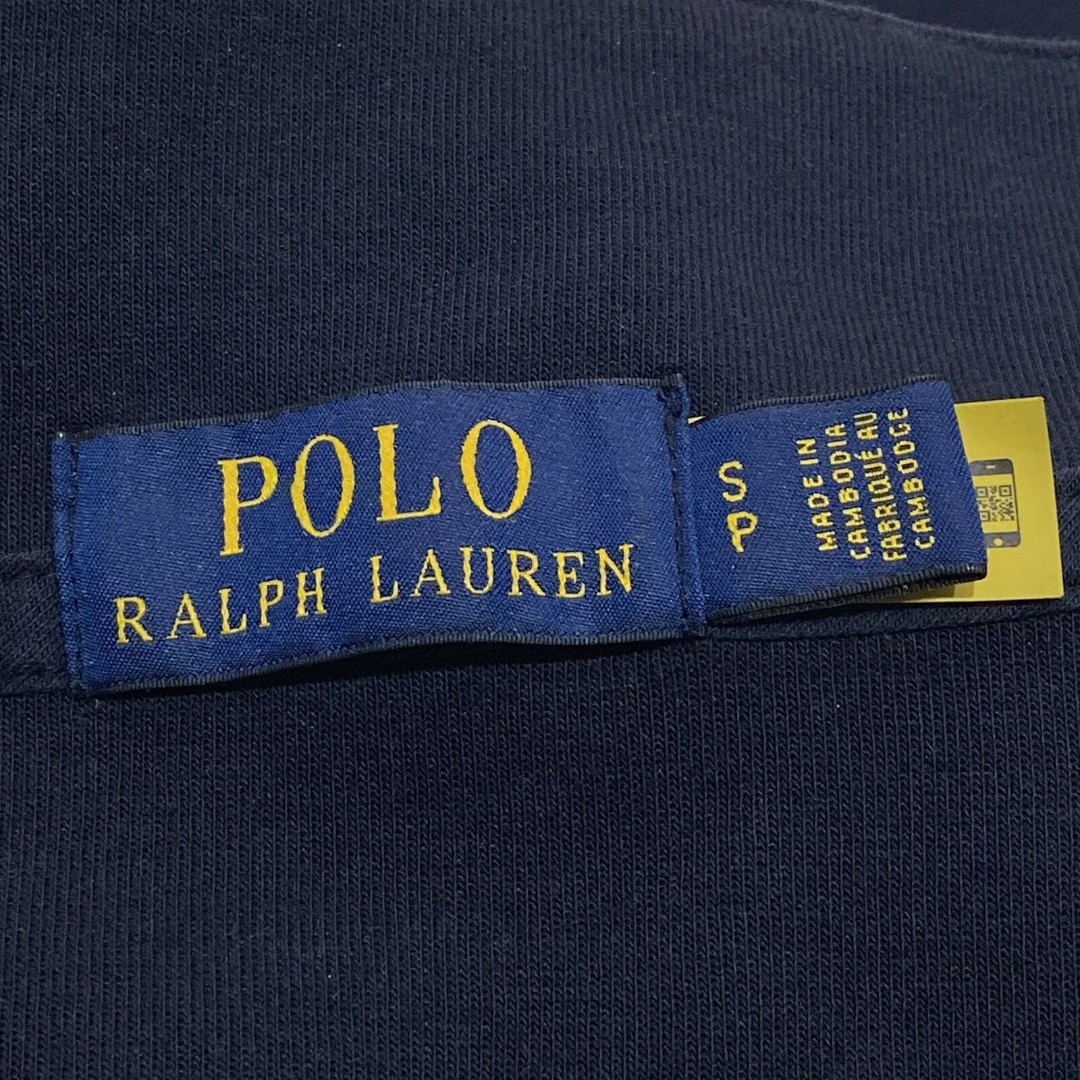 POLO
RALPH LAUREN
S
P
MADE IN
CAMBODIA
FABRIQUÉ AU
CAMBODGE